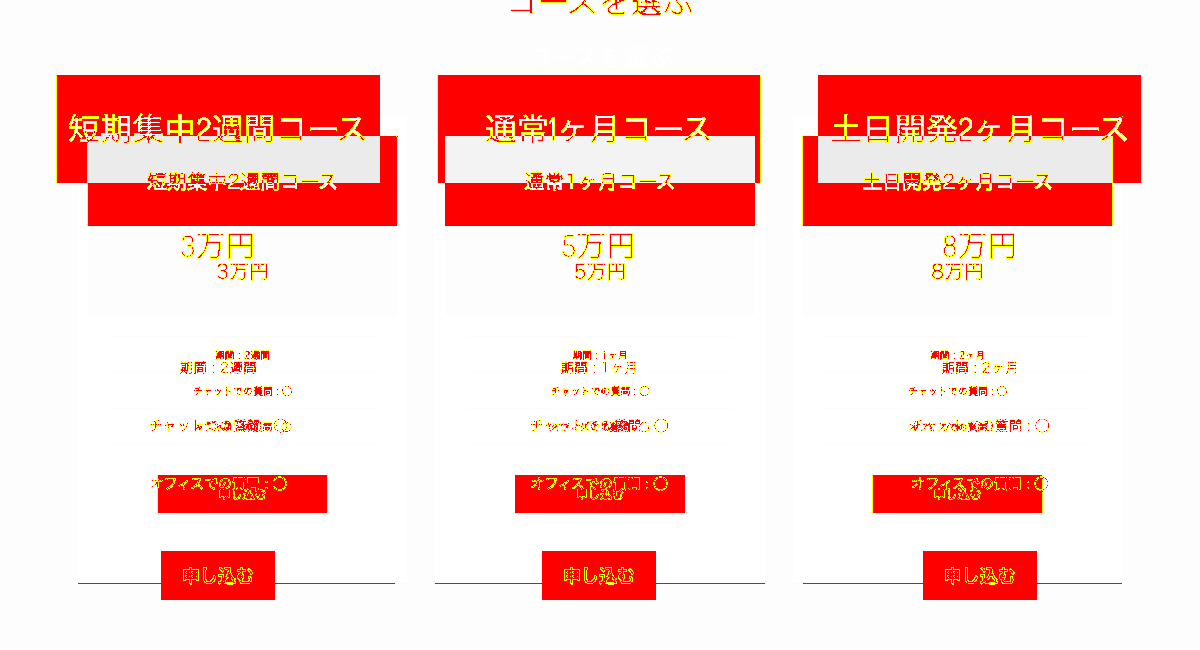 コースを選ぶ
短期集中2週間コース
通常1ヶ月コース
土日開発2ヶ月コース
短期集中2週間コース
通常1ヶ月コース
土日開発2ヶ月コース
3万円
5万円
8万円
3万円
5万円
8万円
期間：2週間
期間：1ヶ月
期間：2ヶ月
期間：2週間
期間：1ヶ月
期間：2ヶ月
チャットでの質問：◯
チャットでの質問：◯
チャットでの質問：◯
チャットでの質問：◯
チャットでの質問：◯
質問：◯
オフィスでの質問：◯
オフィスでの質問：◯
オフィスでの質問：◯
申し込む
申し込む
申し込む
申し込む
申し込む
申し込む